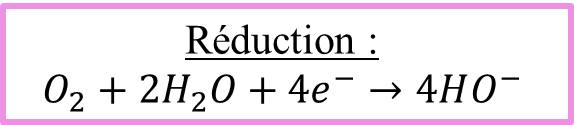 Réduction :
O₂ + 2H₂O + 4e⁻ → 4HO⁻